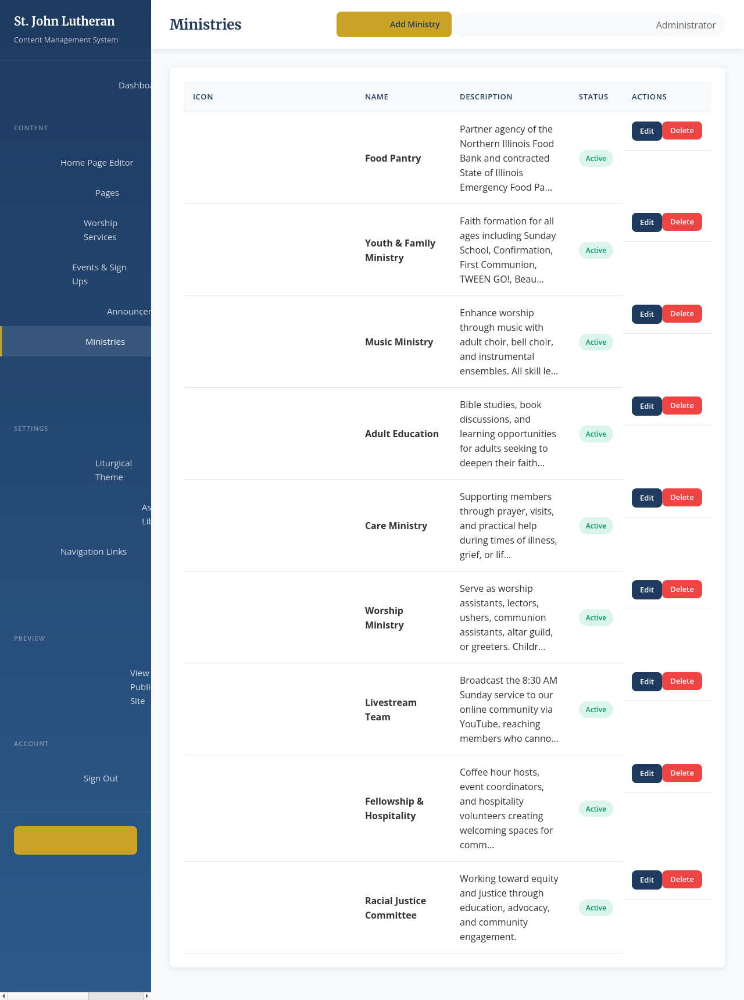 St. John Lutheran
Content Management System
Dashboa
CONTENT
Home Page Editor
Pages
Worship
Services
Events & Sign
Ups
Announcer
Ministries
SETTINGS
Liturgical
Theme
As
Lib
Navigation Links
PREVIEW
View
Publi
Site
ACCOUNT
Sign Out
Ministries
Add Ministry
Administrator
ICON NAME DESCRIPTION STATUS ACTIONS
Food Pantry
Partner agency of the
Northern Illinois Food
Bank and contracted
State of Illinois
Emergency Food Pa...
Active
Edit Delete
Youth & Family
Ministry
Faith formation for all
ages including Sunday
School, Confirmation,
First Communion,
TWEEN GO!, Beau...
Active
Edit Delete
Music Ministry
Enhance worship
through music with
adult choir, bell choir,
and instrumental
ensembles. All skill le...
Active
Edit Delete
Adult Education
Bible studies, book
discussions, and
learning opportunities
for adults seeking to
deepen their faith...
Active
Edit Delete
Care Ministry
Supporting members
through prayer, visits,
and practical help
during times of illness,
grief, or lif...
Active
Edit Delete
Worship
Ministry
Serve as worship
assistants, lectors,
ushers, communion
assistants, altar guild,
or greeters. Childr...
Active
Edit Delete
Livestream
Team
Broadcast the 8:30 AM
Sunday service to our
online community via
YouTube, reaching
members who canno...
Active
Edit Delete
Fellowship &
Hospitality
Coffee hour hosts,
event coordinators,
and hospitality
volunteers creating
welcoming spaces for
comm...
Active
Edit Delete
Racial Justice
Committee
Working toward equity
and justice through
education, advocacy,
and community
engagement.
Active
Edit Delete